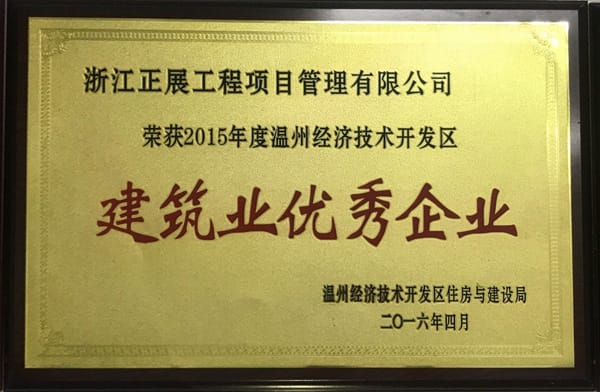 浙江正展工程项目管理有限公司
荣获2015年度温州经济技术开发区
建筑业优秀企业
温州经济技术开发区住房与建设局
二〇一六年四月